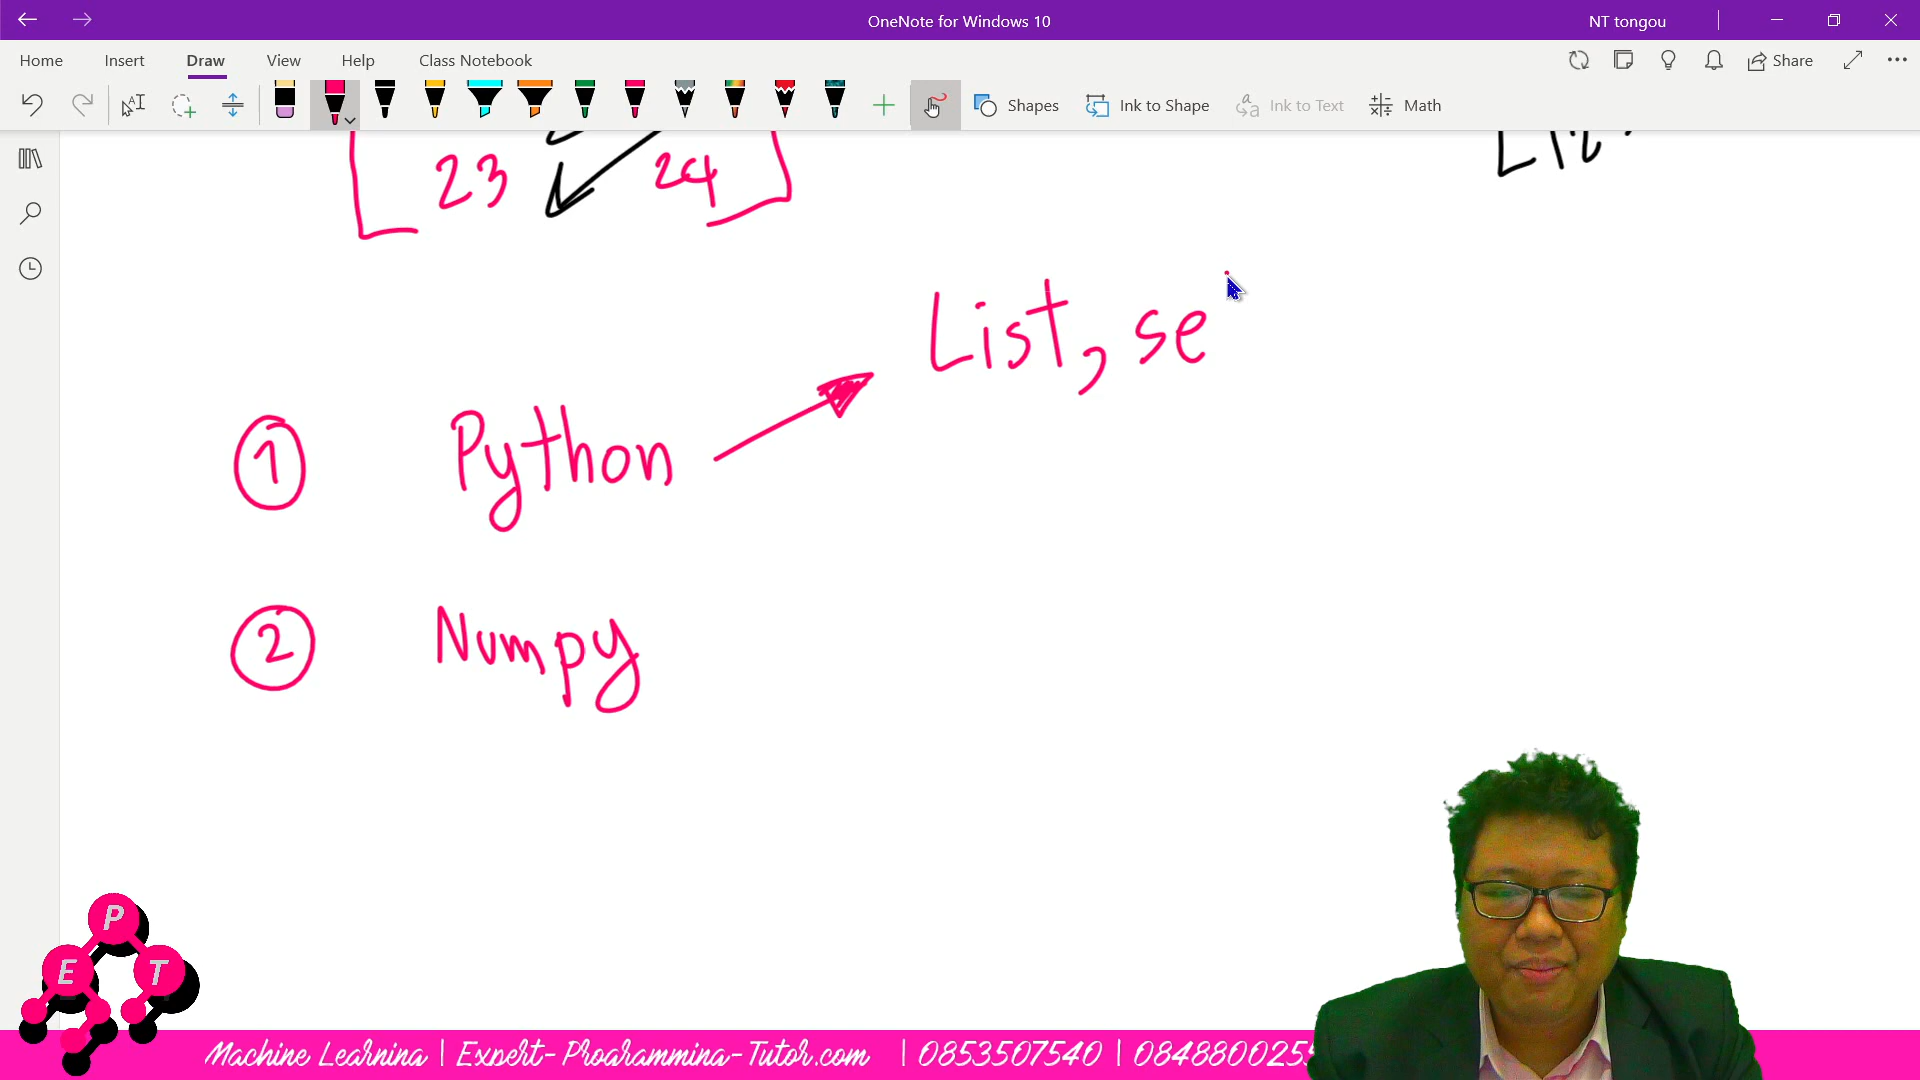 OneNote for Windows 10
NT tongou
Home Insert Draw View Help Class Notebook
Share
Shapes Ink to Shape Ink to Text Math
23 24
List, se
1 Python
2 Numpy
P
E T
Machine Learning | Expert-Programming-Tutor.com | 0853507540 | 084880025